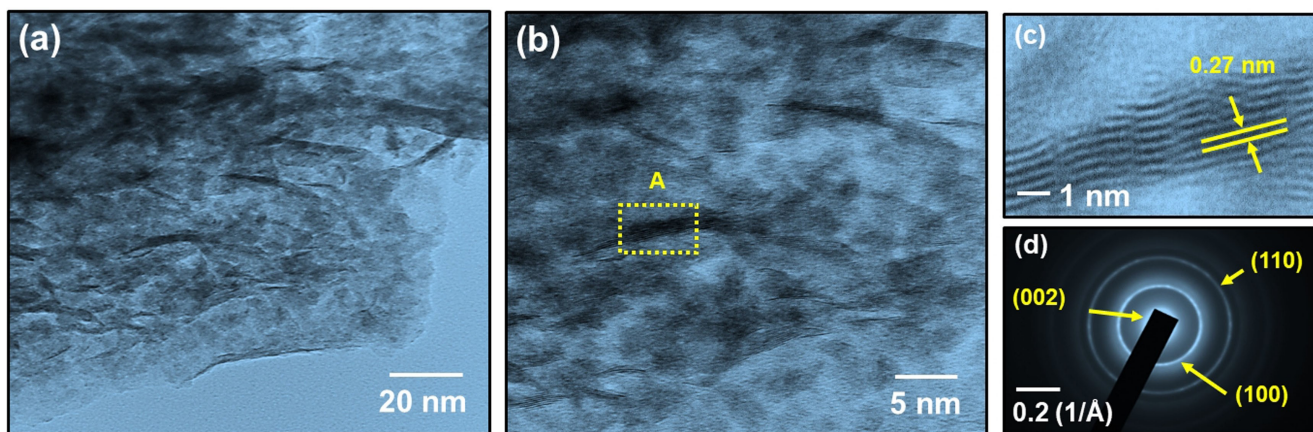 (a)
20 nm
(b)
A
5 nm
(c)
0.27 nm
1 nm
(d)
(110)
(002)
(100)
0.2 (1/Å)